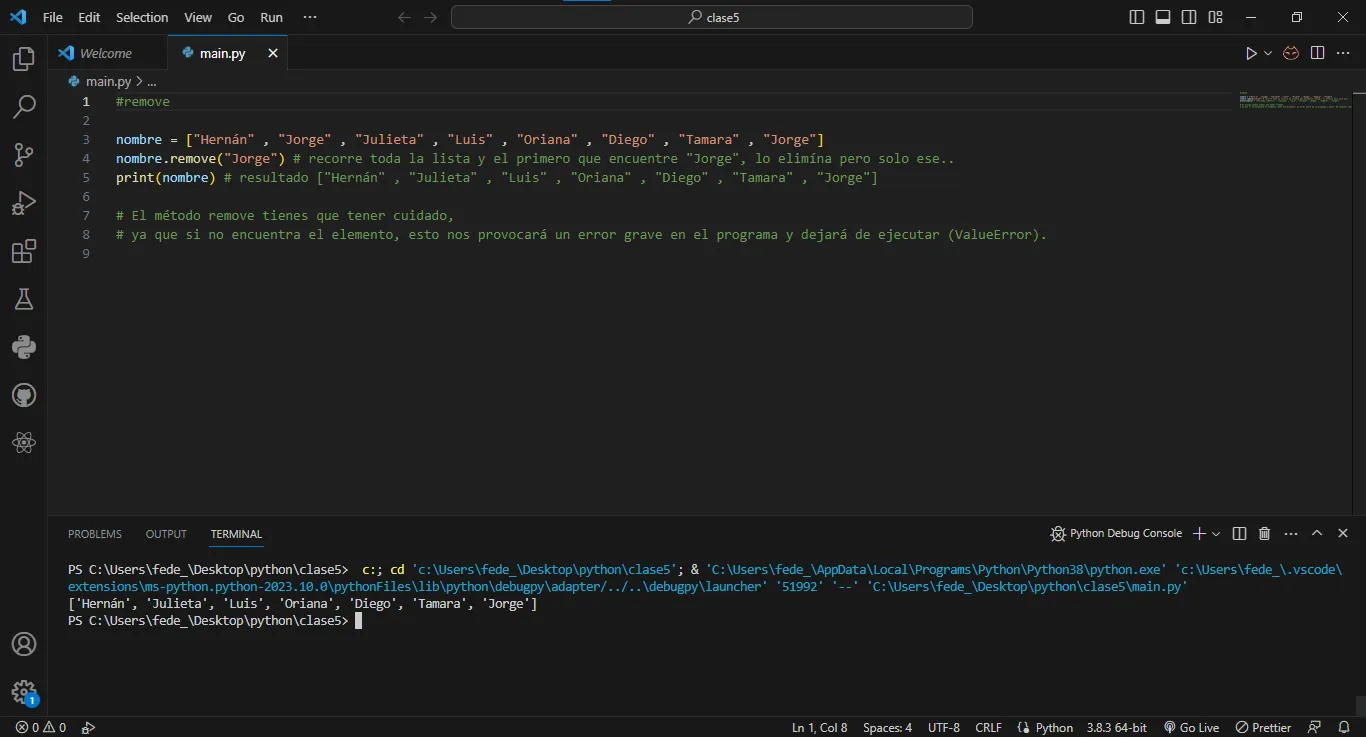 File Edit Selection View Go Run ···
clase5
Welcome
main.py
main.py > ...
1 #remove
2
3 nombre = ["Hernán" , "Jorge" , "Julieta" , "Luis" , "Oriana" , "Diego" , "Tamara" , "Jorge"]
4 nombre.remove("Jorge") # recorre toda la lista y el primero que encuentre "Jorge", lo elimína pero solo ese..
5 print(nombre) # resultado ["Hernán" , "Julieta" , "Luis" , "Oriana" , "Diego" , "Tamara" , "Jorge"]
6
7 # El método remove tienes que tener cuidado,
8 # ya que si no encuentra el elemento, esto nos provocará un error grave en el programa y dejará de ejecutar (ValueError).
9
PROBLEMS OUTPUT TERMINAL
Python Debug Console
PS C:\Users\fede_\Desktop\python\clase5>  c:; cd 'c:\Users\fede_\Desktop\python\clase5'; & 'C:\Users\fede_\AppData\Local\Programs\Python\Python38\python.exe' 'c:\Users\fede_\.vscode\
extensions\ms-python.python-2023.10.0\pythonFiles\lib\python\debugpy\adapter/../..\debugpy\launcher' '51992' '--' 'C:\Users\fede_\Desktop\python\clase5\main.py'
['Hernán', 'Julieta', 'Luis', 'Oriana', 'Diego', 'Tamara', 'Jorge']
PS C:\Users\fede_\Desktop\python\clase5>
1
0 0 Ln 1, Col 8 Spaces: 4 UTF-8 CRLF Python 3.8.3 64-bit Go Live Prettier